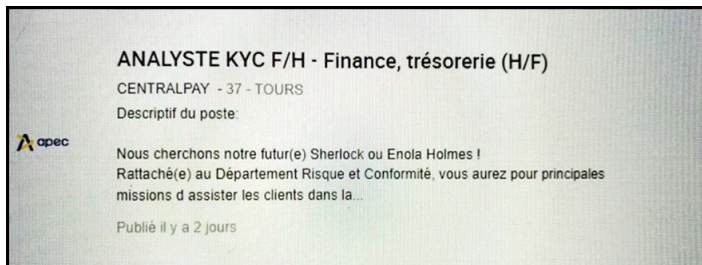 ANALYSTE KYC F/H - Finance, trésorerie (H/F)
CENTRALPAY - 37 - TOURS
Descriptif du poste:
apec
Nous cherchons notre futur(e) Sherlock ou Enola Holmes !
Rattaché(e) au Département Risque et Conformité, vous aurez pour principales
missions d assister les clients dans la...
Publié il y a 2 jours